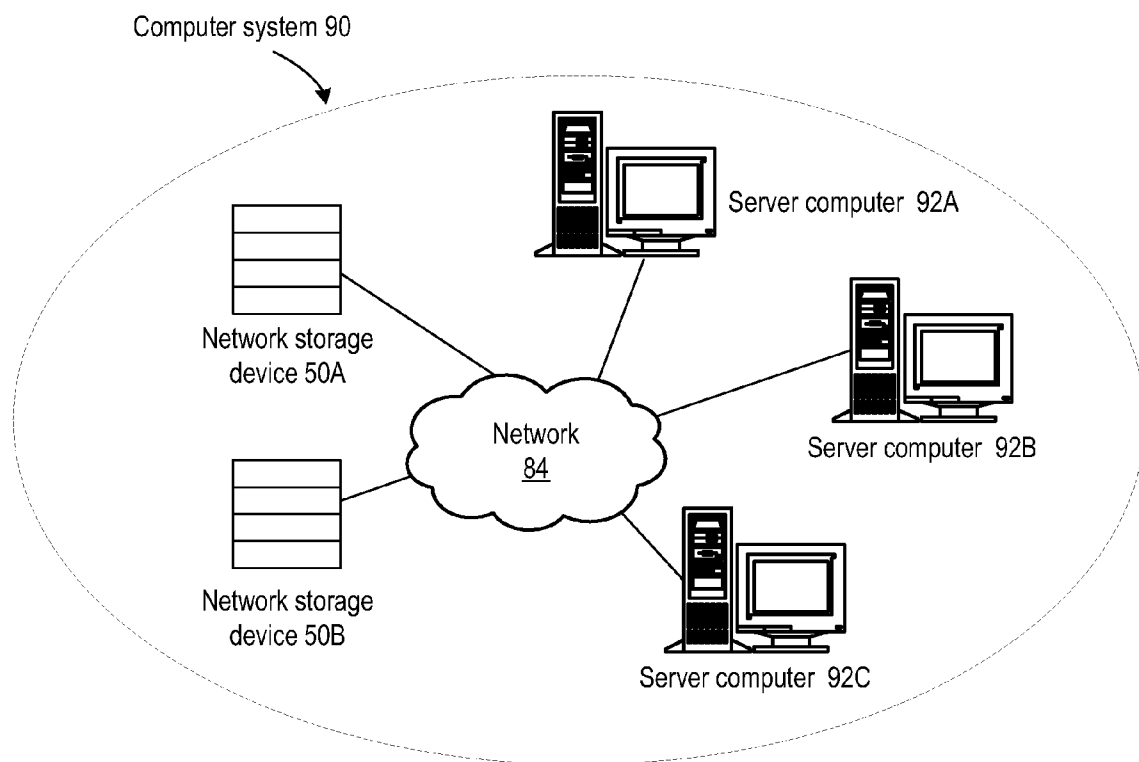 Computer system 90
Server computer 92A
Network storage
device 50A
Server computer 92B
Network
84
Network storage
device 50B
Server computer 92C